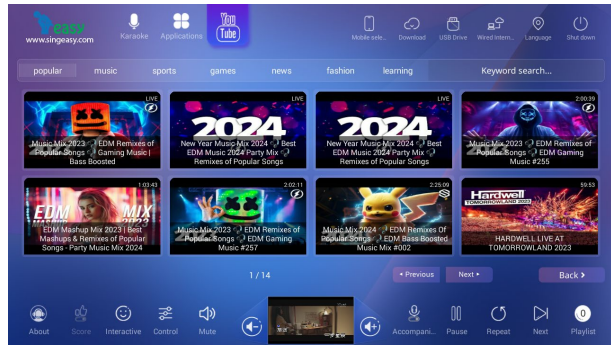 Singeasy
www.singeasy.com
Karaoke
Applications
You Tube
Mobile sele...
Download
USB Drive
Wired Intern...
Language
Shut down
popular
music
sports
games
news
fashion
learning
Keyword search...
LIVE
Music Mix 2023 🎧 EDM Remixes of
Popular Songs 🎧 Gaming Music |
Bass Boosted
LIVE
2024
New Year Music Mix 2024 🎧 Best
EDM Music 2024 Party Mix 🎧
Remixes of Popular Songs
LIVE
2024
New Year Music Mix 2024 🎧 Best
EDM Music 2024 Party Mix 🎧
Remixes of Popular Songs
2:00:39
Music Mix 2023 🎧 EDM Remixes of
Popular Songs 🎧 EDM Gaming
Music #255
1:03:43
EDM MIX
2023
EDM Mashup Mix 2023 | Best
Mashups & Remixes of Popular
Songs - Party Music Mix 2024
2:02:11
Music Mix 2023 🎧 EDM Remixes of
Popular Songs 🎧 EDM Gaming
Music #257
2:25:09
Music Mix 2024 🎧 EDM Remixes Of
Popular Songs 🎧 EDM Bass Boosted
Music Mix #002
59:53
Hardwell
TOMORROWLAND 2023
HARDWELL LIVE AT
TOMORROWLAND 2023
1 / 14
Previous
Next
Back
About
Score
Interactive
Control
Mute
Accompani...
Pause
Repeat
Next
0
Playlist